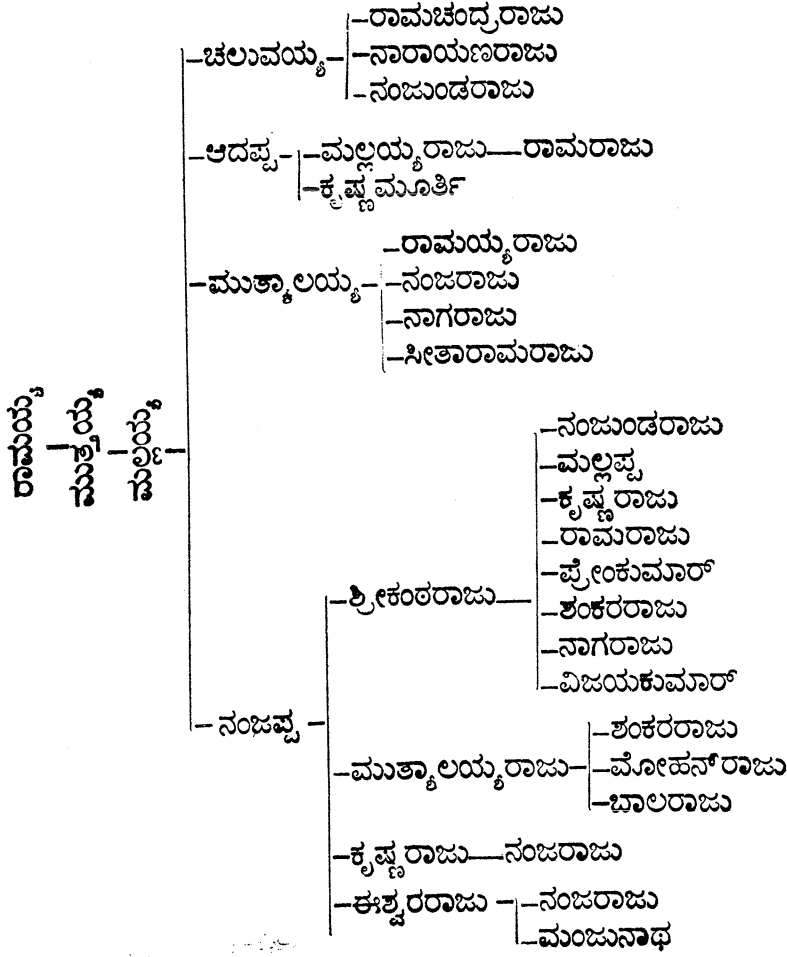 ರಾಮಯ್ಯ
ಮುತ್ತಯ್ಯ
ಮಲ್ಲಯ್ಯ
ಚಲುವಯ್ಯ
ರಾಮಚಂದ್ರರಾಜು
ನಾರಾಯಣರಾಜು
ನಂಜುಂಡರಾಜು
ಆದಪ್ಪ
ಮಲ್ಲಯ್ಯರಾಜು
ರಾಮರಾಜು
ಕೃಷ್ಣಮೂರ್ತಿ
ಮುತ್ಕಾಲಯ್ಯ
ರಾಮಯ್ಯರಾಜು
ನಂಜರಾಜು
ನಾಗರಾಜು
ಸೀತಾರಾಮರಾಜು
ನಂಜಪ್ಪ
ಶ್ರೀಕಂಠರಾಜು
ನಂಜುಂಡರಾಜು
ಮಲ್ಲಪ್ಪ
ಕೃಷ್ಣರಾಜು
ರಾಮರಾಜು
ಪ್ರೇಂಕುಮಾರ್
ಶಂಕರರಾಜು
ನಾಗರಾಜು
ವಿಜಯಕುಮಾರ್
ಮುತ್ಯಾಲಯ್ಯರಾಜು
ಶಂಕರರಾಜು
ಮೋಹನ್‌ರಾಜು
ಬಾಲರಾಜು
ಕೃಷ್ಣರಾಜು
ನಂಜರಾಜು
ಈಶ್ವರರಾಜು
ನಂಜರಾಜು
ಮಂಜುನಾಥ